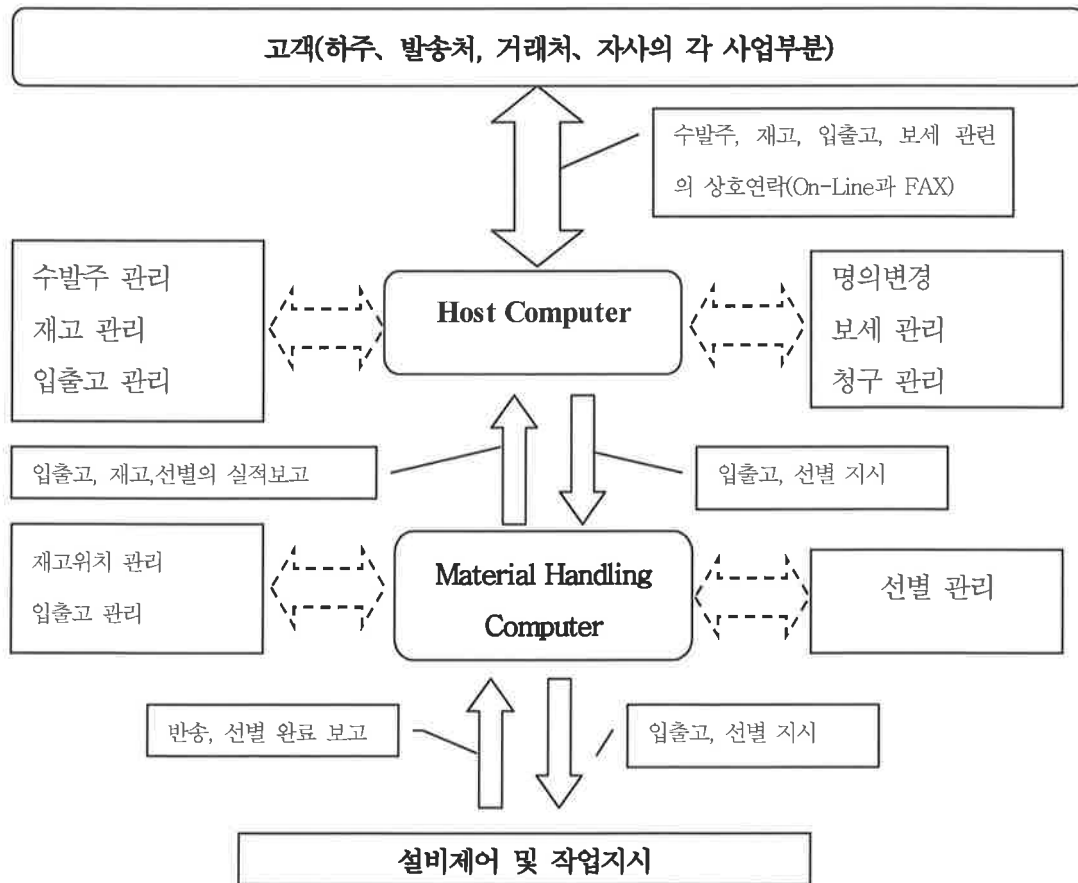 고객(하주、발송처, 거래처、자사의 각 사업부분)
수발주, 재고, 입출고, 보세 관련
의 상호연락(On-Line과 FAX)
수발주 관리
재고 관리
입출고 관리
Host Computer
명의변경
보세 관리
청구 관리
입출고, 재고,선별의 실적보고
입출고, 선별 지시
재고위치 관리
입출고 관리
Material Handling
Computer
선별 관리
반송, 선별 완료 보고
입출고, 선별 지시
설비제어 및 작업지시